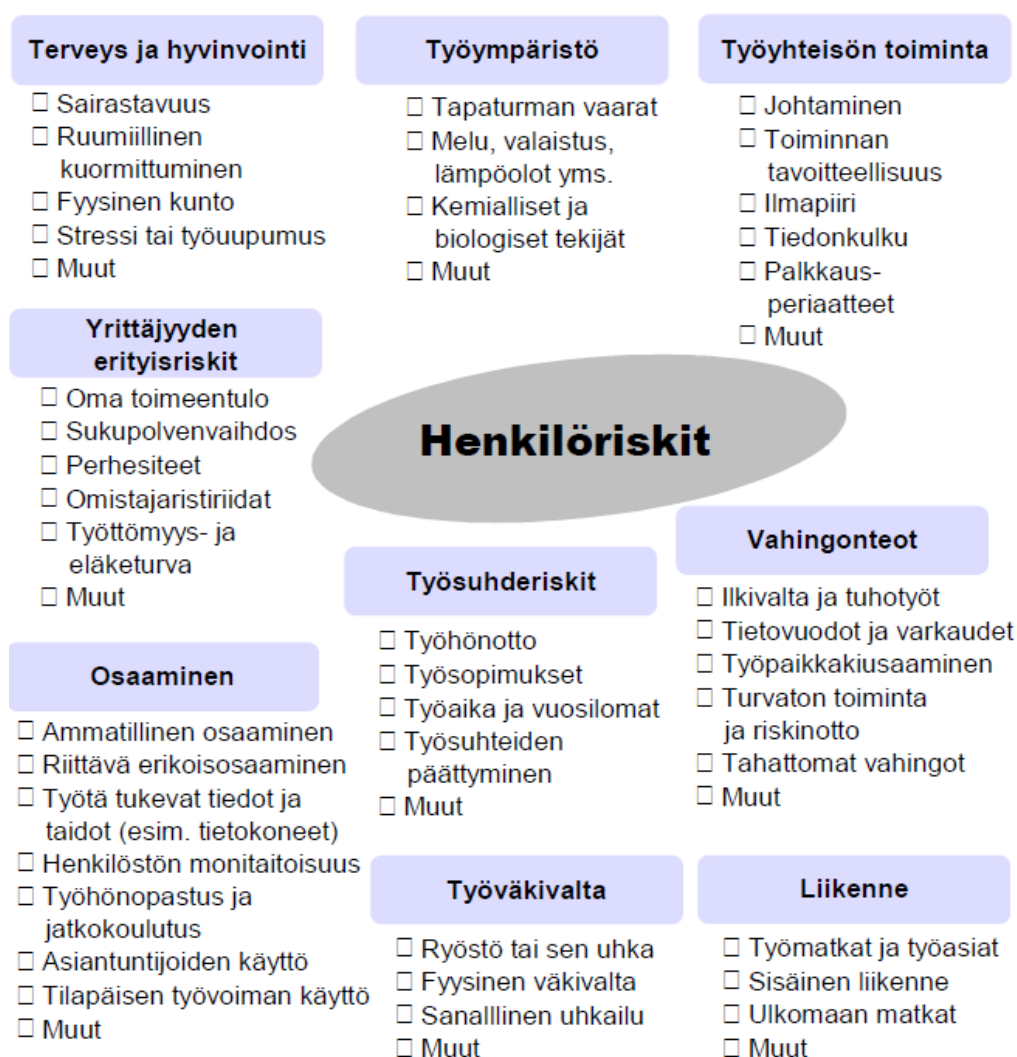 Terveys ja hyvinvointi
☐ Sairastavuus
☐ Ruumiillinen
kuormittuminen
☐ Fyysinen kunto
☐ Stressi tai työuupumus
☐ Muut
Työympäristö
☐ Tapaturman vaarat
☐ Melu, valaistus,
lämpöolot yms.
☐ Kemialliset ja
biologiset tekijät
☐ Muut
Työyhteisön toiminta
☐ Johtaminen
☐ Toiminnan
tavoitteellisuus
☐ Ilmapiiri
☐ Tiedonkulku
☐ Palkkaus-
periaatteet
☐ Muut
Yrittäjyyden
erityisriskit
☐ Oma toimeentulo
☐ Sukupolvenvaihdos
☐ Perhesiteet
☐ Omistajaristiriidat
☐ Työttömyys- ja
eläketurva
☐ Muut
Henkilöriskit
Työsuhderiskit
☐ Työhönotto
☐ Työsopimukset
☐ Työaika ja vuosilomat
☐ Työsuhteiden
päättyminen
☐ Muut
Vahingonteot
☐ Ilkivalta ja tuhotyöt
☐ Tietovuodot ja varkaudet
☐ Työpaikkakiusaaminen
☐ Turvaton toiminta
ja riskinotto
☐ Tahattomat vahingot
☐ Muut
Osaaminen
☐ Ammatillinen osaaminen
☐ Riittävä erikoisosaaminen
☐ Työtä tukevat tiedot ja
taidot (esim. tietokoneet)
☐ Henkilöstön monitaitoisuus
☐ Työhönopastus ja
jatkokoulutus
☐ Asiantuntijoiden käyttö
☐ Tilapäisen työvoiman käyttö
☐ Muut
Työväkivalta
☐ Ryöstö tai sen uhka
☐ Fyysinen väkivalta
☐ Sanalllinen uhkailu
☐ Muut
Liikenne
☐ Työmatkat ja työasiat
☐ Sisäinen liikenne
☐ Ulkomaan matkat
☐ Muut